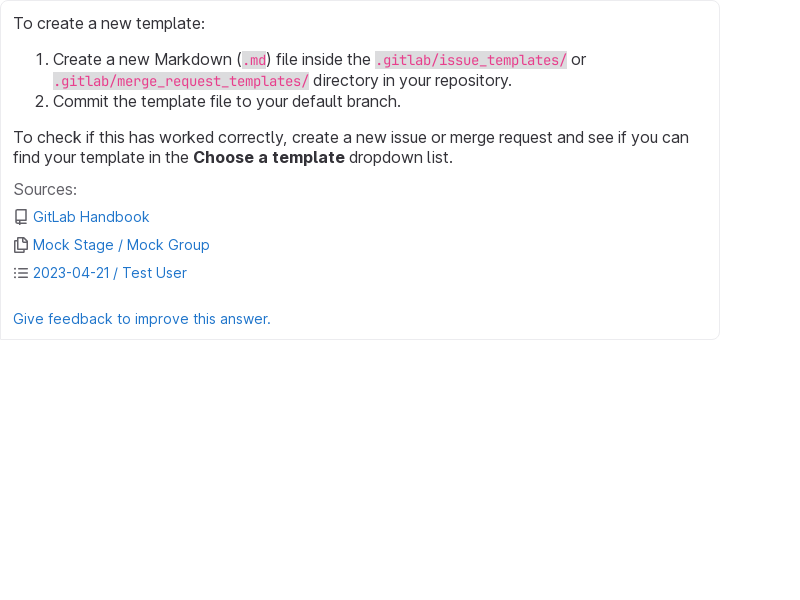 To create a new template:
1. Create a new Markdown (.md) file inside the .gitlab/issue_templates/ or
.gitlab/merge_request_templates/ directory in your repository.
2. Commit the template file to your default branch.
To check if this has worked correctly, create a new issue or merge request and see if you can
find your template in the Choose a template dropdown list.
Sources:
GitLab Handbook
Mock Stage / Mock Group
2023-04-21 / Test User
Give feedback to improve this answer.